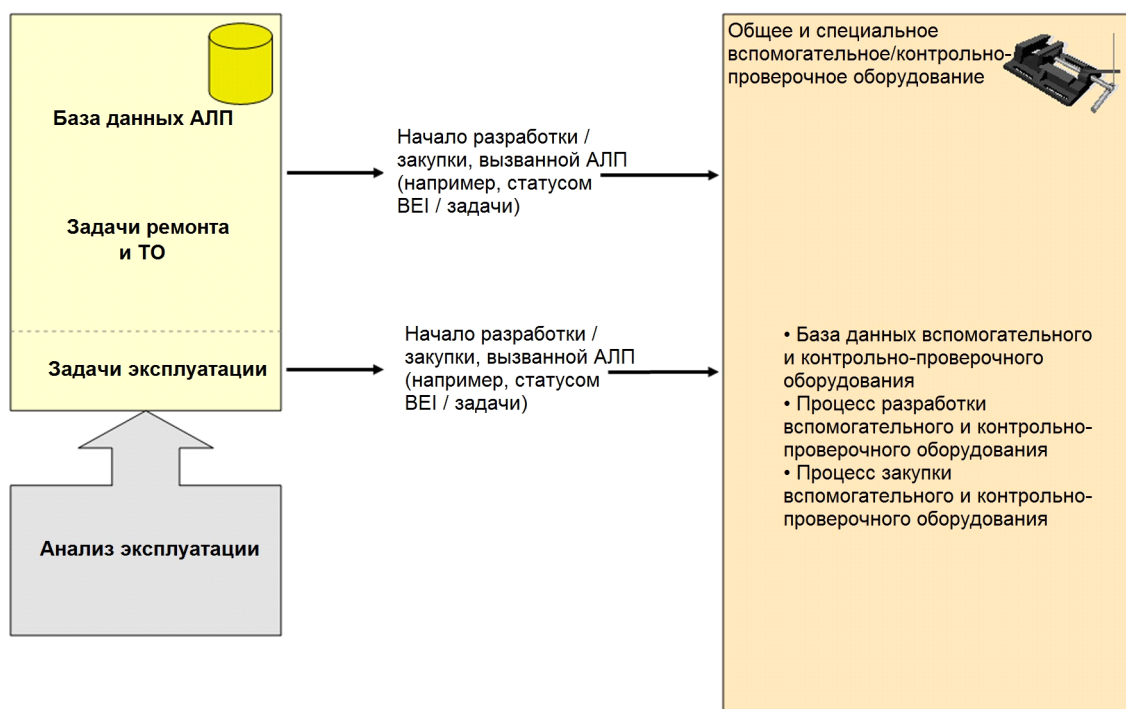 База данных АЛП
Задачи ремонта
и ТО
Задачи эксплуатации
Анализ эксплуатации
Начало разработки /
закупки, вызванной АЛП
(например, статусом
BEI / задачи)
Начало разработки /
закупки, вызванной АЛП
(например, статусом
BEI / задачи)
Общее и специальное
вспомогательное/контрольно-
проверочное оборудование
• База данных вспомогательного
и контрольно-проверочного
оборудования
• Процесс разработки
вспомогательного и контрольно-
проверочного оборудования
• Процесс закупки
вспомогательного и контрольно-
проверочного оборудования